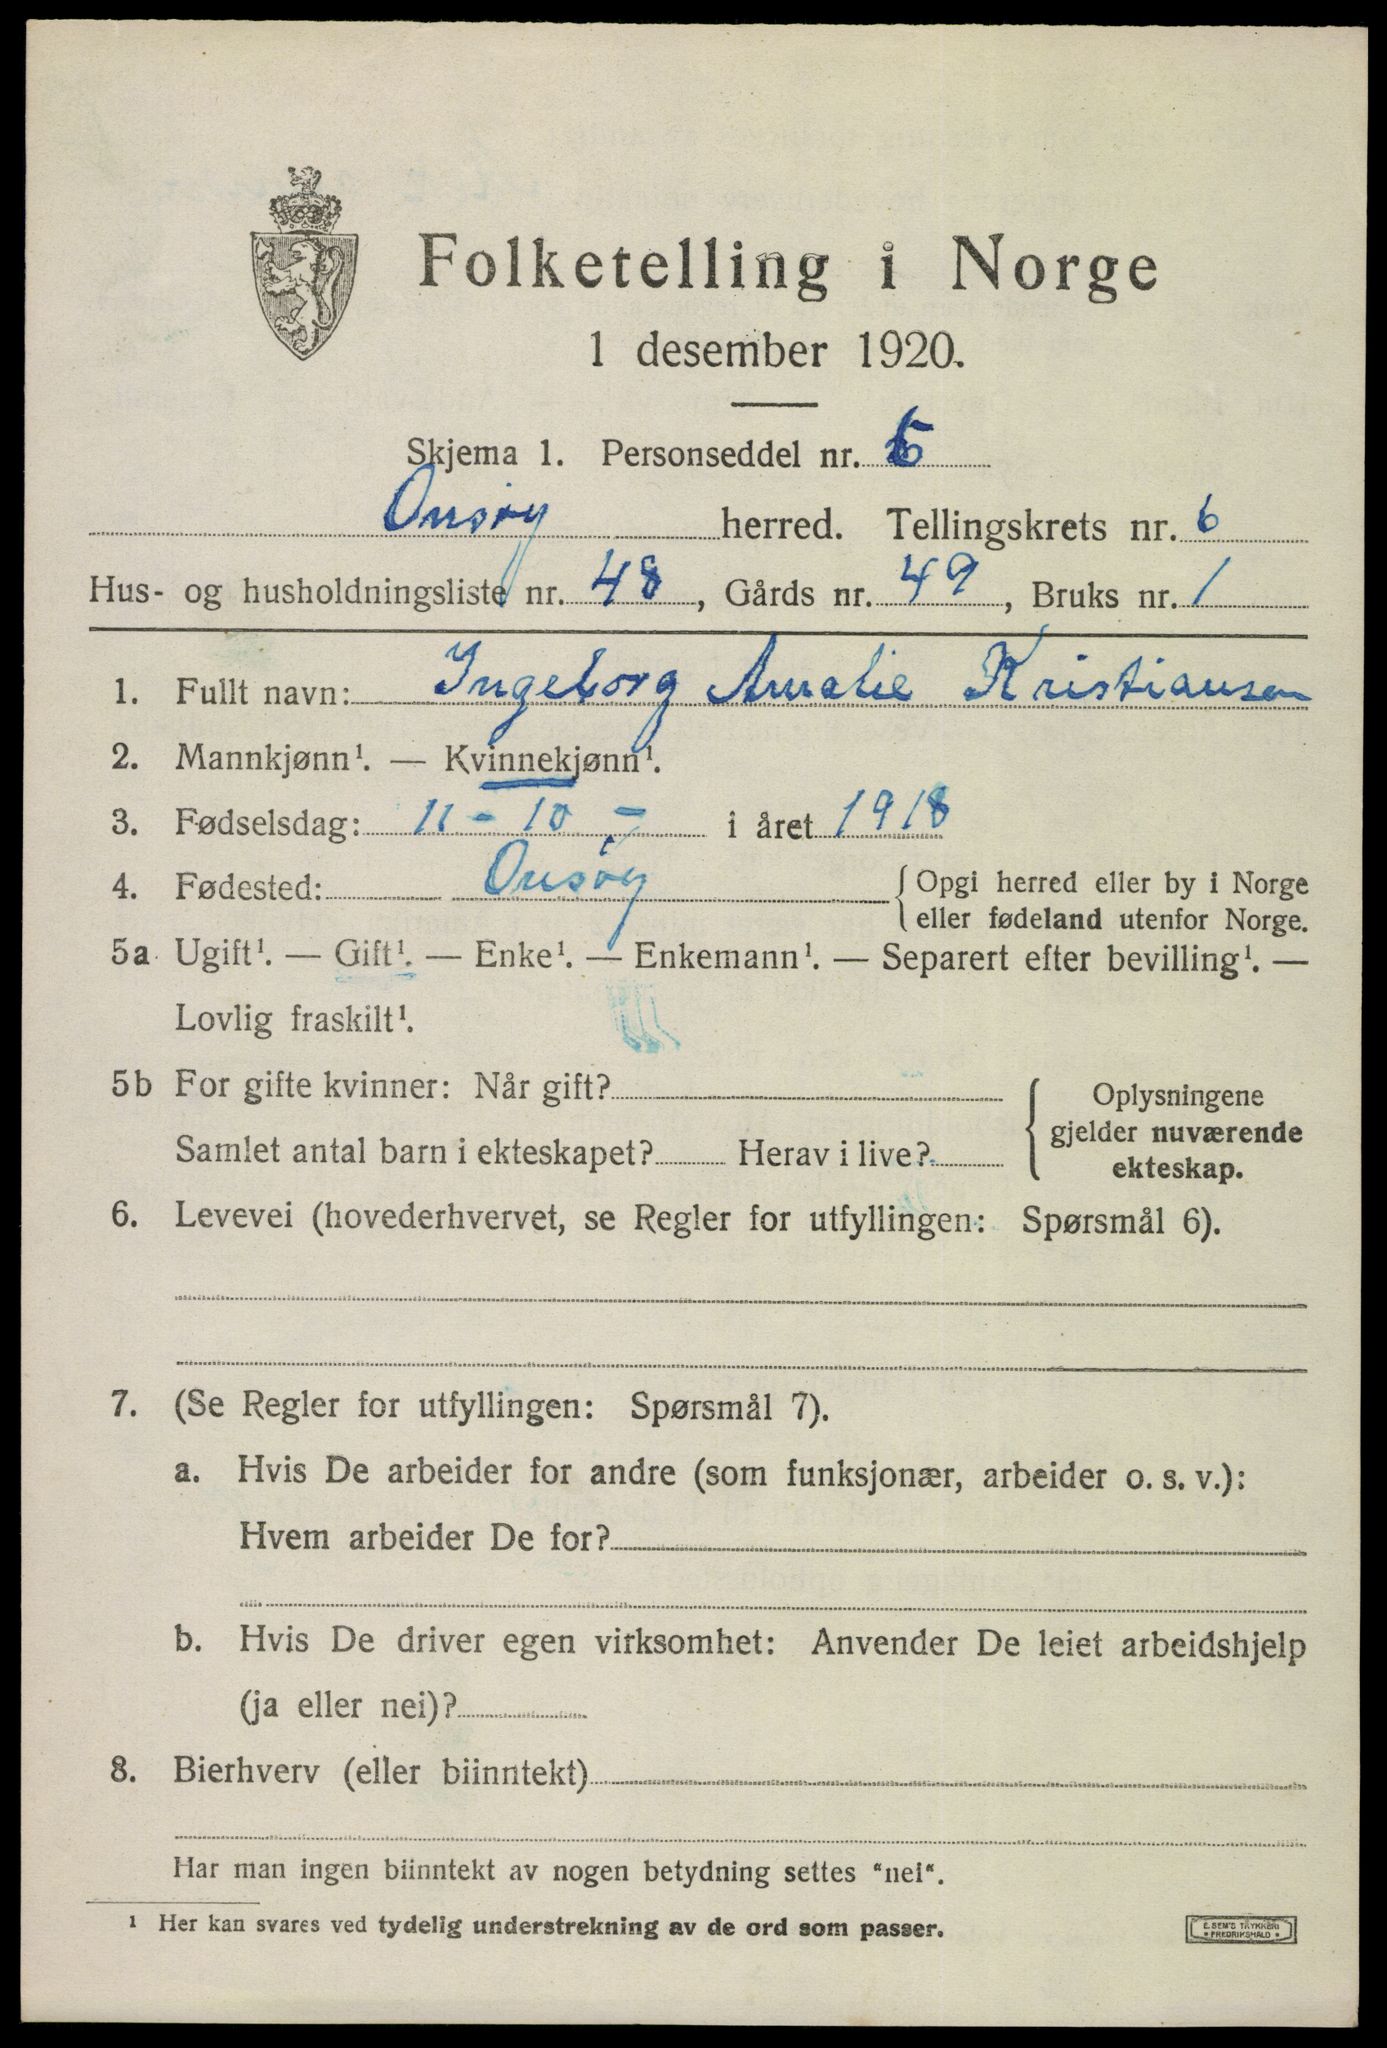 Folketelling i Norge
1 desember 1920.
Skjema 1. Personseddel nr.
Onsøy herred. Tellingskrets nr. 6
Hus- og husholdningsliste nr. 48, Gårds nr. 49, Bruks nr. 1
1. Fullt navn: Ingeborg Amalie Kristiansen
2. Mannkjønn¹. — Kvinnekjønn¹.
3. Fødselsdag: 11 - 10 - i året 1918
4. Fødested: Onsøy { Opgi herred eller by i Norge
eller fødeland utenfor Norge.
5a Ugift¹. — Gift¹. — Enke¹. — Enkemann¹. — Separert efter bevilling¹. —
Lovlig fraskilt¹.
5b For gifte kvinner: Når gift? { Oplysningene
gjelder nuværende
Samlet antal barn i ekteskapet? Herav i live? ekteskap.
6. Levevei (hovederhvervet, se Regler for utfyllingen: Spørsmål 6).
7. (Se Regler for utfyllingen: Spørsmål 7).
a. Hvis De arbeider for andre (som funksjonær, arbeider o. s. v.):
Hvem arbeider De for?
b. Hvis De driver egen virksomhet: Anvender De leiet arbeidshjelp
(ja eller nei)?
8. Bierhverv (eller biinntekt)
Har man ingen biinntekt av nogen betydning settes "nei".
¹ Her kan svares ved tydelig understrekning av de ord som passer.
E. SEM'S TRYKKERI
• FREDRIKSHALD •